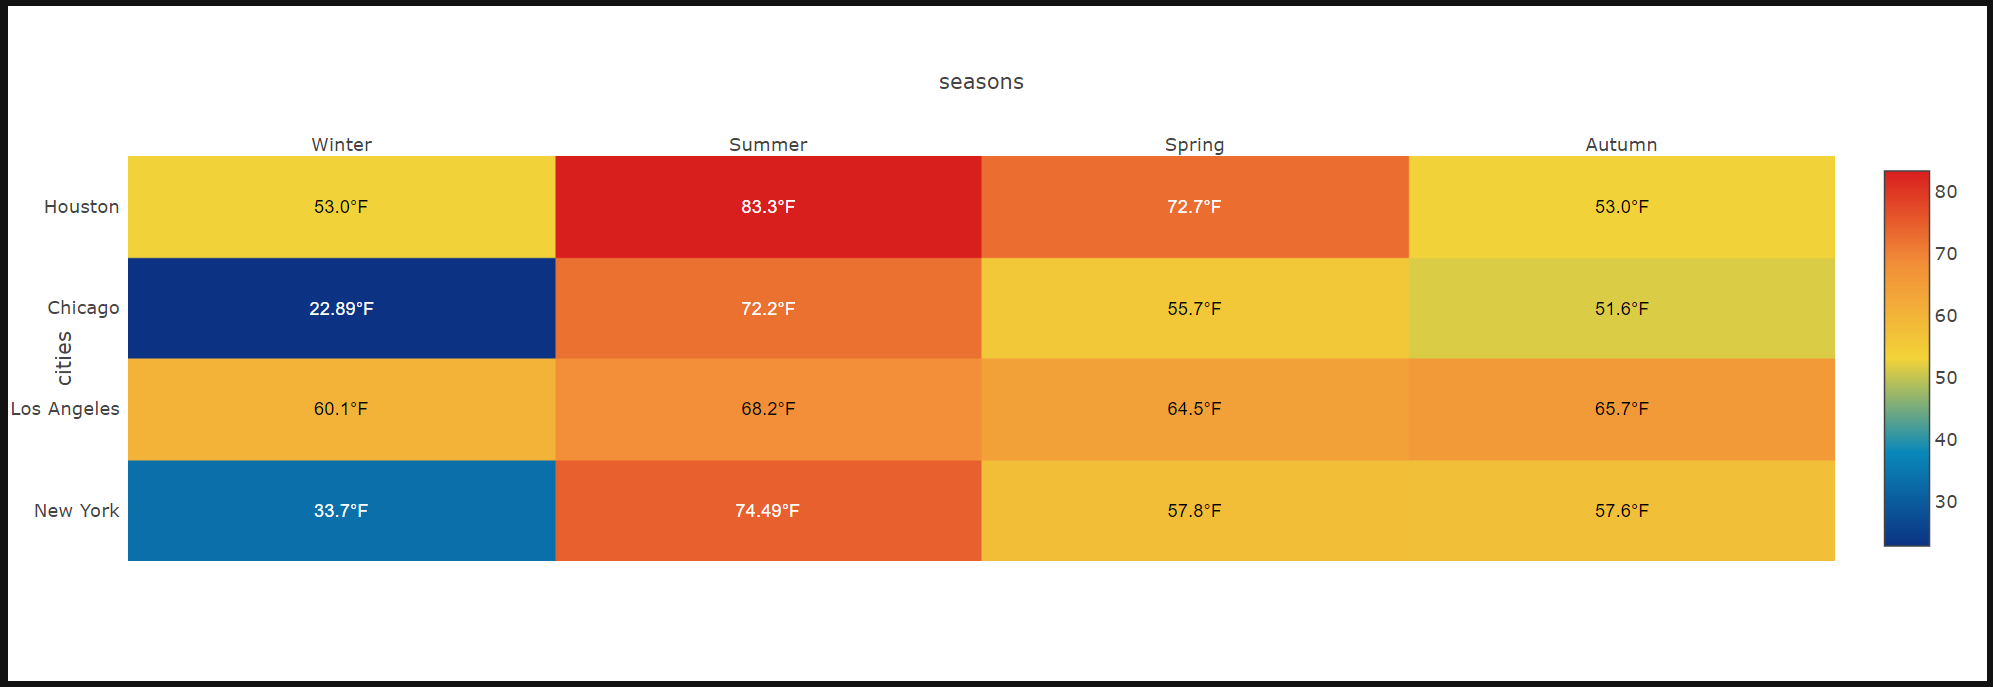 seasons
Winter Summer Spring Autumn
Houston 53.0°F 83.3°F 72.7°F 53.0°F
Chicago 22.89°F 72.2°F 55.7°F 51.6°F
cities
Los Angeles 60.1°F 68.2°F 64.5°F 65.7°F
New York 33.7°F 74.49°F 57.8°F 57.6°F
80
70
60
50
40
30